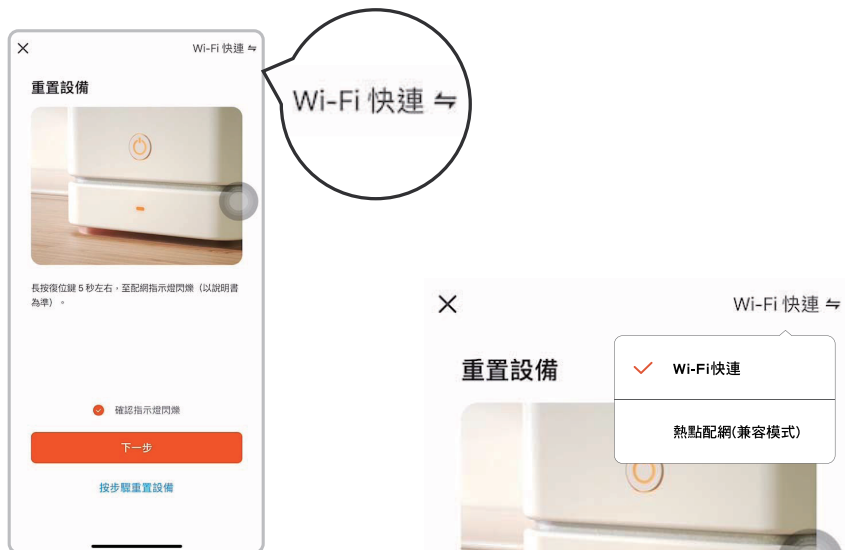 Wi-Fi 快連 ⇋
重置設備
長按復位鍵 5 秒左右，至配網指示燈閃爍（以說明書
為準）。
確認指示燈閃爍
下一步
按步驟重置設備
Wi-Fi 快連 ⇋
Wi-Fi 快連 ⇋
重置設備
Wi-Fi快連
熱點配網(兼容模式)